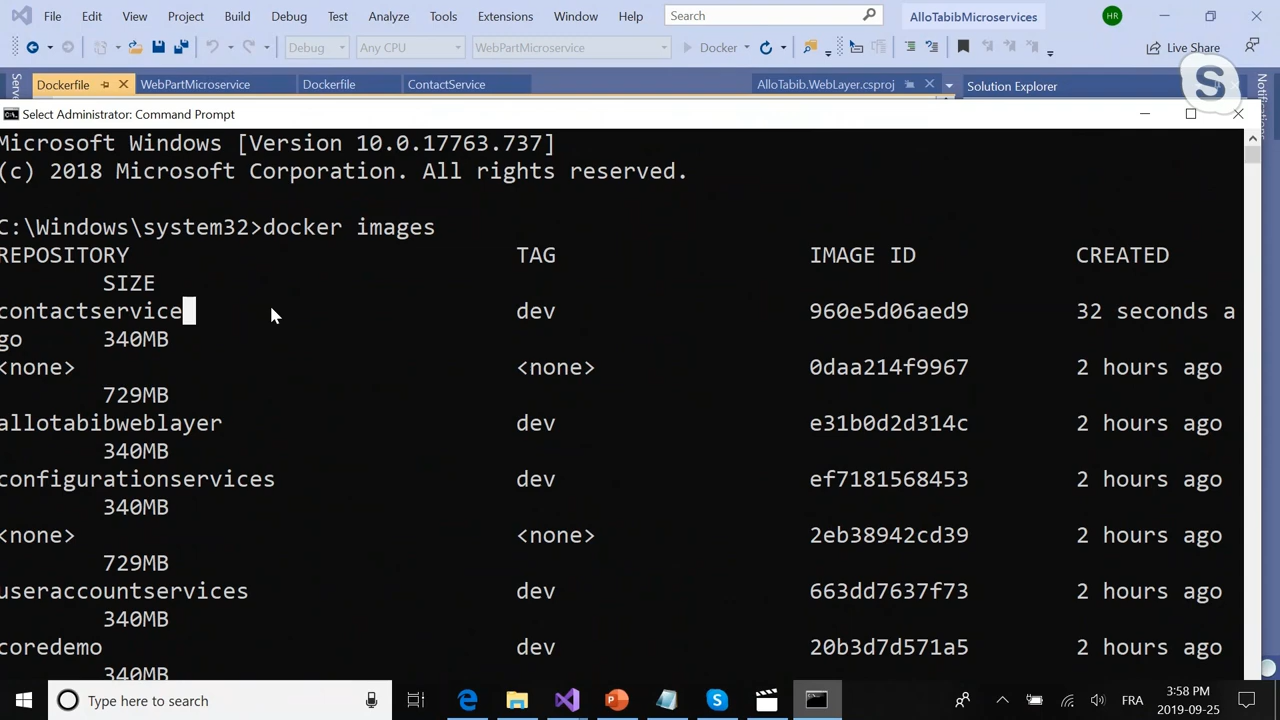 File Edit View Project Build Debug Test Analyze Tools Extensions Window Help Search AlloTabibMicroservices HR
Debug Any CPU WebPartMicroservice Docker Live Share
Dockerfile WebPartMicroservice Dockerfile ContactService AlloTabib.WebLayer.csproj Solution Explorer
Select Administrator: Command Prompt
Microsoft Windows [Version 10.0.17763.737]
(c) 2018 Microsoft Corporation. All rights reserved.
C:\Windows\system32>docker images
REPOSITORY TAG IMAGE ID CREATED
SIZE
contactservice dev 960e5d06aed9 32 seconds a
go 340MB
<none> <none> 0daa214f9967 2 hours ago
729MB
allotabibweblayer dev e31b0d2d314c 2 hours ago
340MB
configurationservices dev ef7181568453 2 hours ago
340MB
<none> <none> 2eb38942cd39 2 hours ago
729MB
useraccountservices dev 663dd7637f73 2 hours ago
340MB
coredemo dev 20b3d7d571a5 2 hours ago
340MB
Type here to search FRA 3:58 PM
2019-09-25